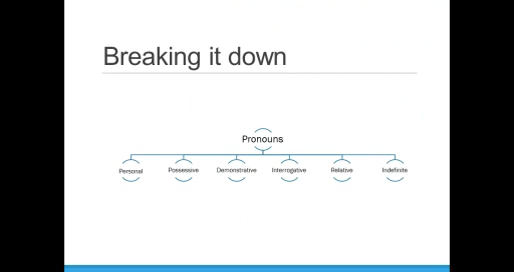 Breaking it down
Pronouns
Personal Possessive Demonstrative Interrogative Relative Indefinite